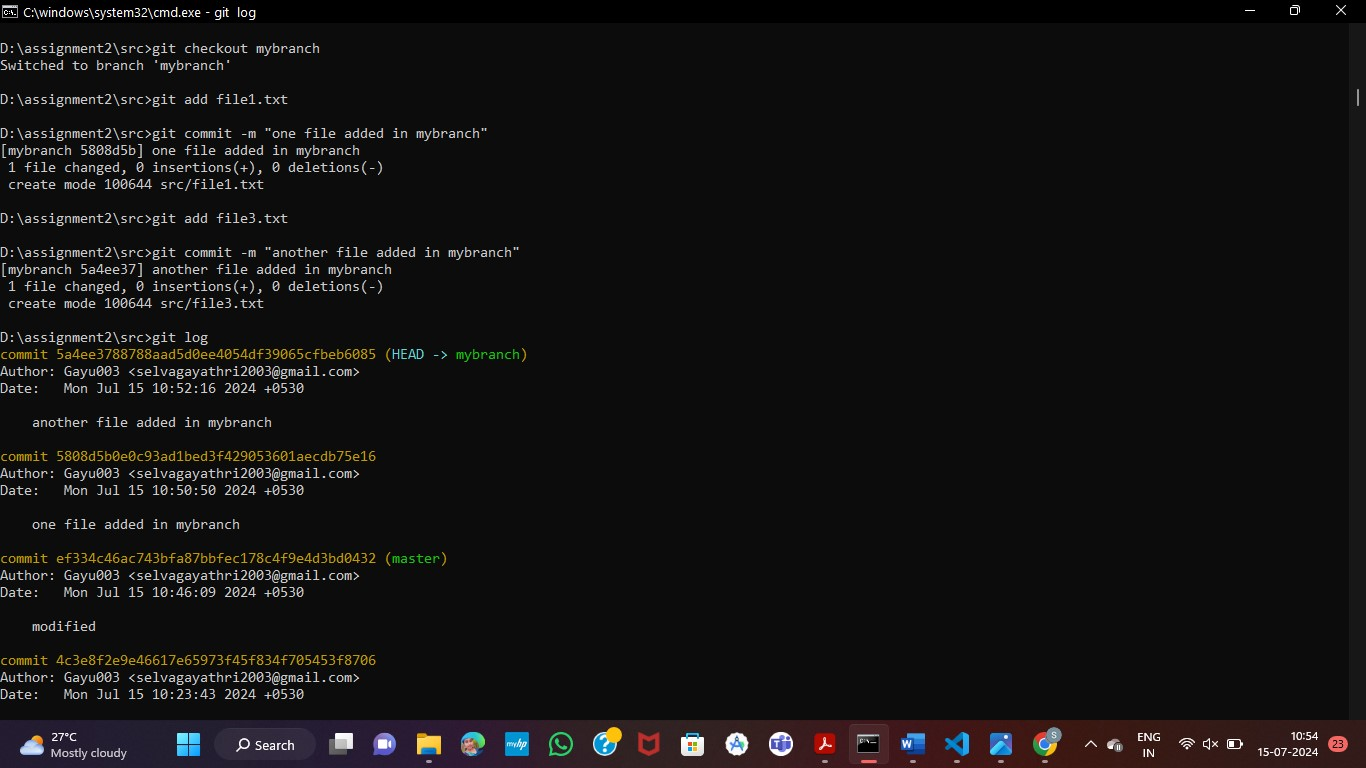 C:\windows\system32\cmd.exe - git  log
D:\assignment2\src>git checkout mybranch
Switched to branch 'mybranch'
D:\assignment2\src>git add file1.txt
D:\assignment2\src>git commit -m "one file added in mybranch"
[mybranch 5808d5b] one file added in mybranch
 1 file changed, 0 insertions(+), 0 deletions(-)
 create mode 100644 src/file1.txt
D:\assignment2\src>git add file3.txt
D:\assignment2\src>git commit -m "another file added in mybranch"
[mybranch 5a4ee37] another file added in mybranch
 1 file changed, 0 insertions(+), 0 deletions(-)
 create mode 100644 src/file3.txt
D:\assignment2\src>git log
commit 5a4ee3788788aad5d0ee4054df39065cfbeb6085 (HEAD -> mybranch)
Author: Gayu003 <selvagayathri2003@gmail.com>
Date:   Mon Jul 15 10:52:16 2024 +0530
    another file added in mybranch
commit 5808d5b0e0c93ad1bed3f429053601aecdb75e16
Author: Gayu003 <selvagayathri2003@gmail.com>
Date:   Mon Jul 15 10:50:50 2024 +0530
    one file added in mybranch
commit ef334c46ac743bfa87bbfec178c4f9e4d3bd0432 (master)
Author: Gayu003 <selvagayathri2003@gmail.com>
Date:   Mon Jul 15 10:46:09 2024 +0530
    modified
commit 4c3e8f2e9e46617e65973f45f834f705453f8706
Author: Gayu003 <selvagayathri2003@gmail.com>
Date:   Mon Jul 15 10:23:43 2024 +0530
27°C
Mostly cloudy
Search
myhp
S
ENG
IN
10:54
15-07-2024
23